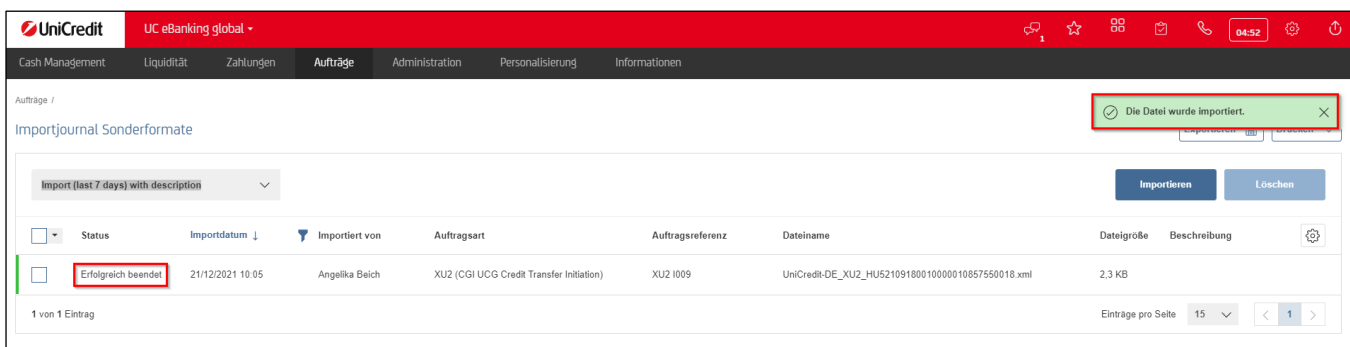 UniCredit UC eBanking global
1 04:52
Cash Management Liquidität Zahlungen Aufträge Administration Personalisierung Informationen
Aufträge /
Die Datei wurde importiert.
Importjournal Sonderformate
Exportieren Drucken
Import (last 7 days) with description
Importieren Löschen
Status Importdatum ↓ Importiert von Auftragsart Auftragsreferenz Dateiname Dateigröße Beschreibung
Erfolgreich beendet 21/12/2021 10:05 Angelika Beich XU2 (CGI UCG Credit Transfer Initiation) XU2 I009 UniCredit-DE_XU2_HU52109180010000010857550018.xml 2,3 KB
1 von 1 Eintrag Einträge pro Seite 15 < 1 >